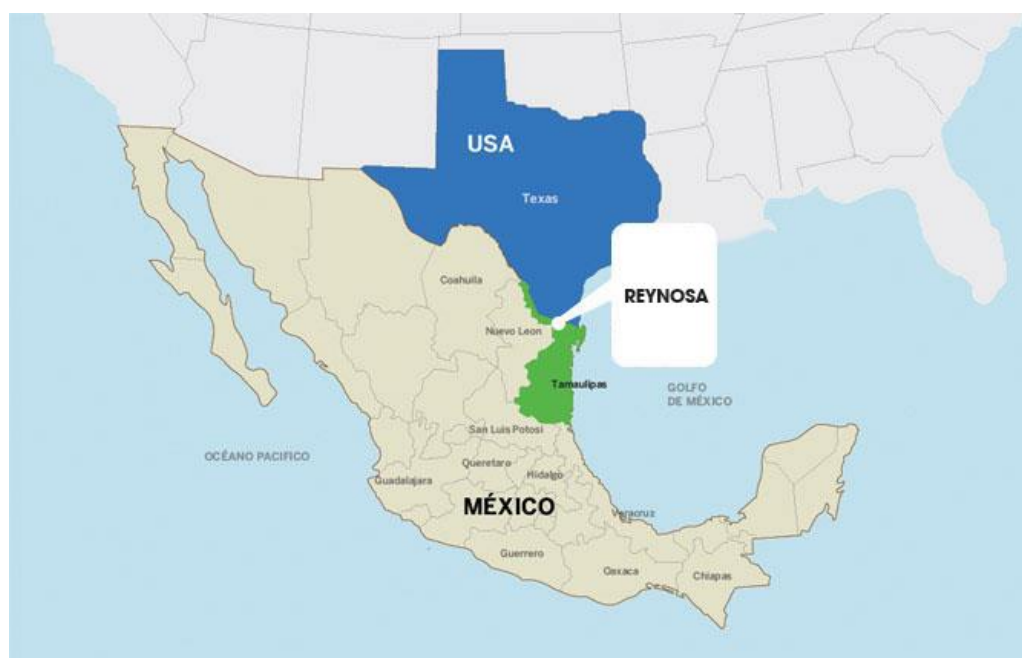 USA
Texas
Coahuila
REYNOSA
Nuevo Leon
Tamaulipas
GOLFO
DE MÉXICO
San Luis Potosi
OCÉANO PACIFICO
Queretaro
Hidalgo
Guadalajara
MÉXICO
Veracruz
Guerrero
Oaxaca
Chiapas